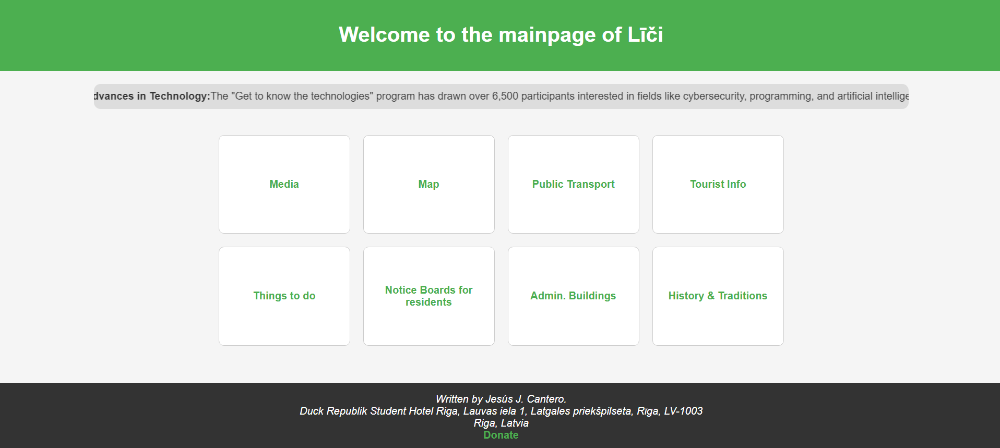 Welcome to the mainpage of Līči
dvances in Technology:The "Get to know the technologies" program has drawn over 6,500 participants interested in fields like cybersecurity, programming, and artificial intellige
Media
Map
Public Transport
Tourist Info
Things to do
Notice Boards for
residents
Admin. Buildings
History & Traditions
Written by Jesús J. Cantero.
Duck Republik Student Hotel Riga, Lauvas iela 1, Latgales priekšpilsēta, Rīga, LV-1003
Riga, Latvia
Donate